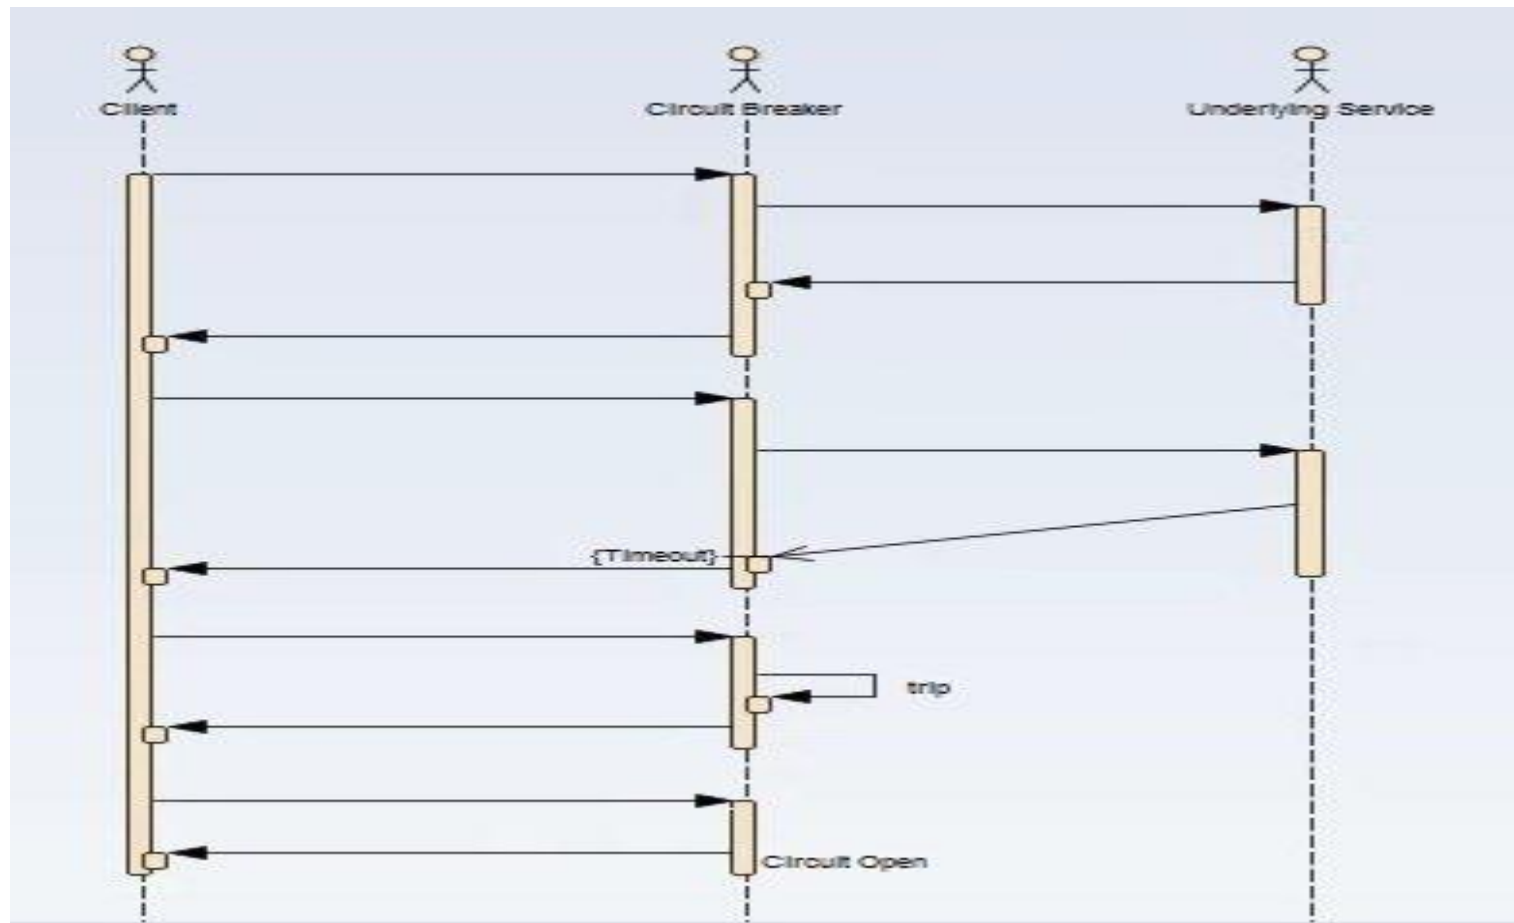 Client
Circuit Breaker
Underlying Service
{Timeout}
trip
Circuit Open